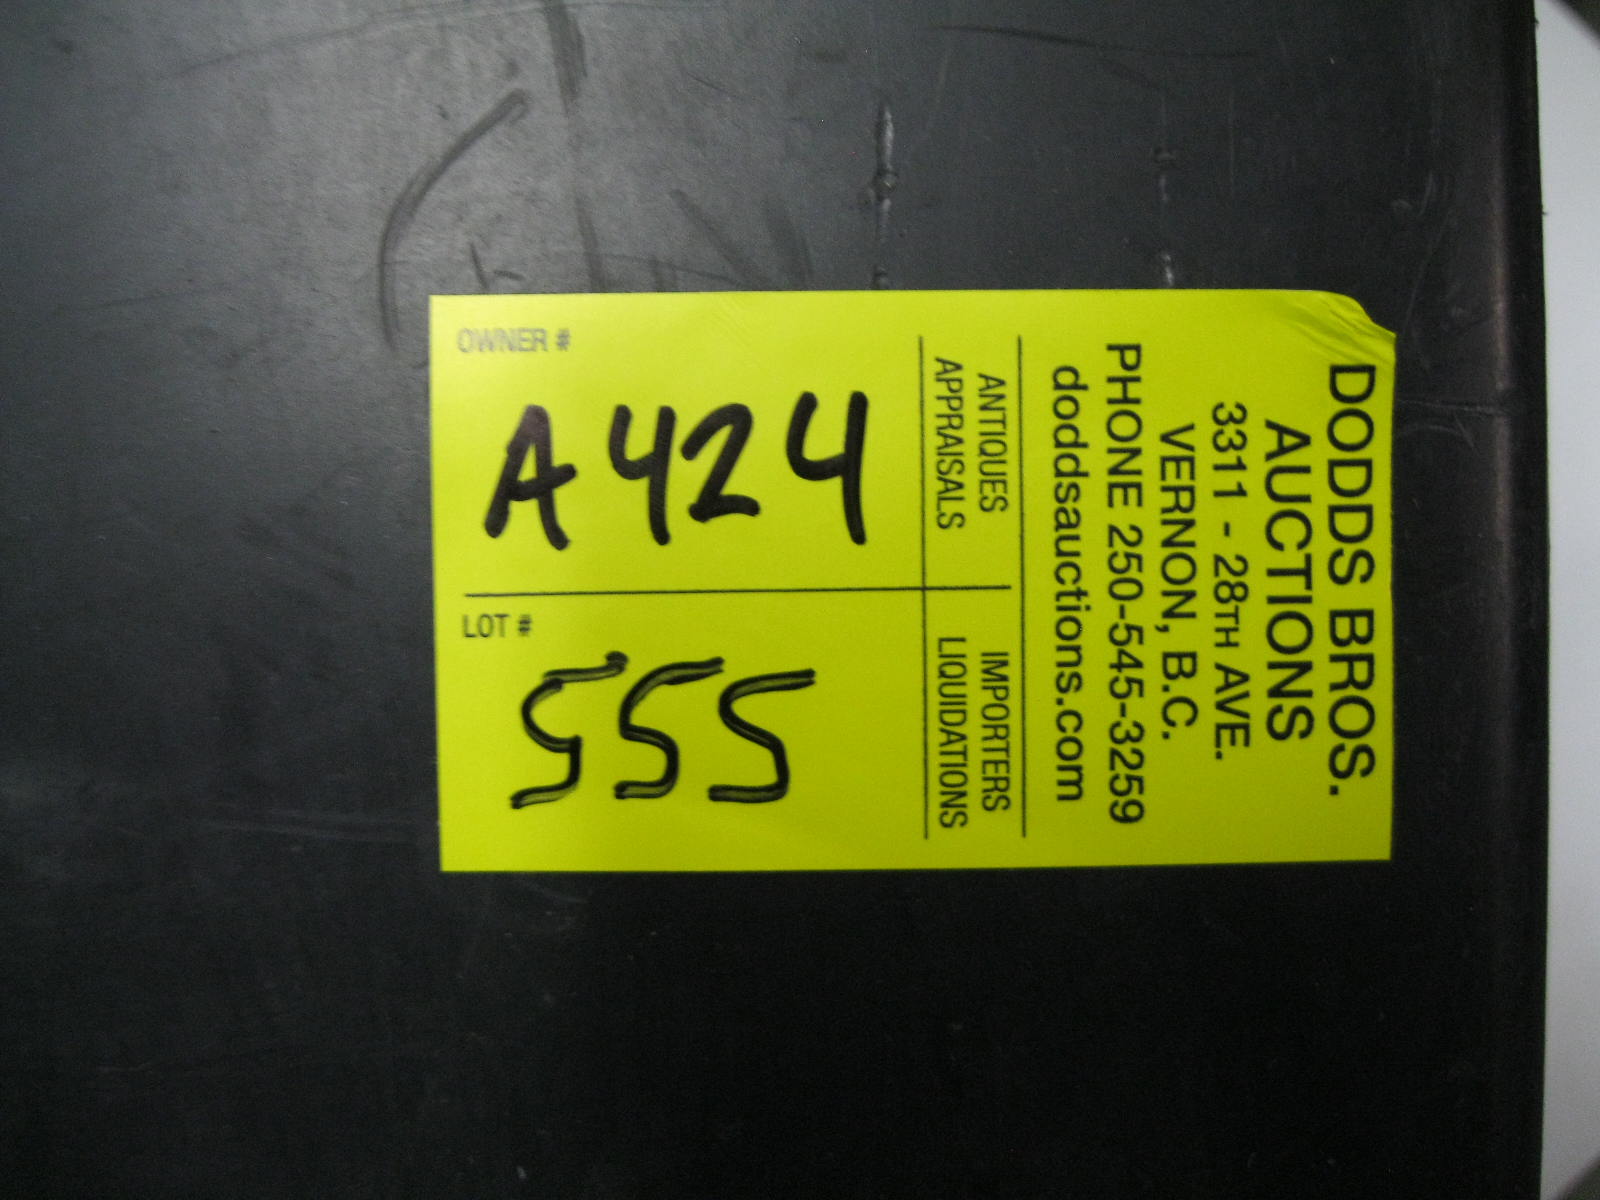 DODDS BROS.
AUCTIONS
3311 - 28TH AVE.
VERNON, B.C.
PHONE 250-545-3259
doddsauctions.com
ANTIQUES
APPRAISALS
IMPORTERS
LIQUIDATIONS
OWNER #
A424
LOT #
555